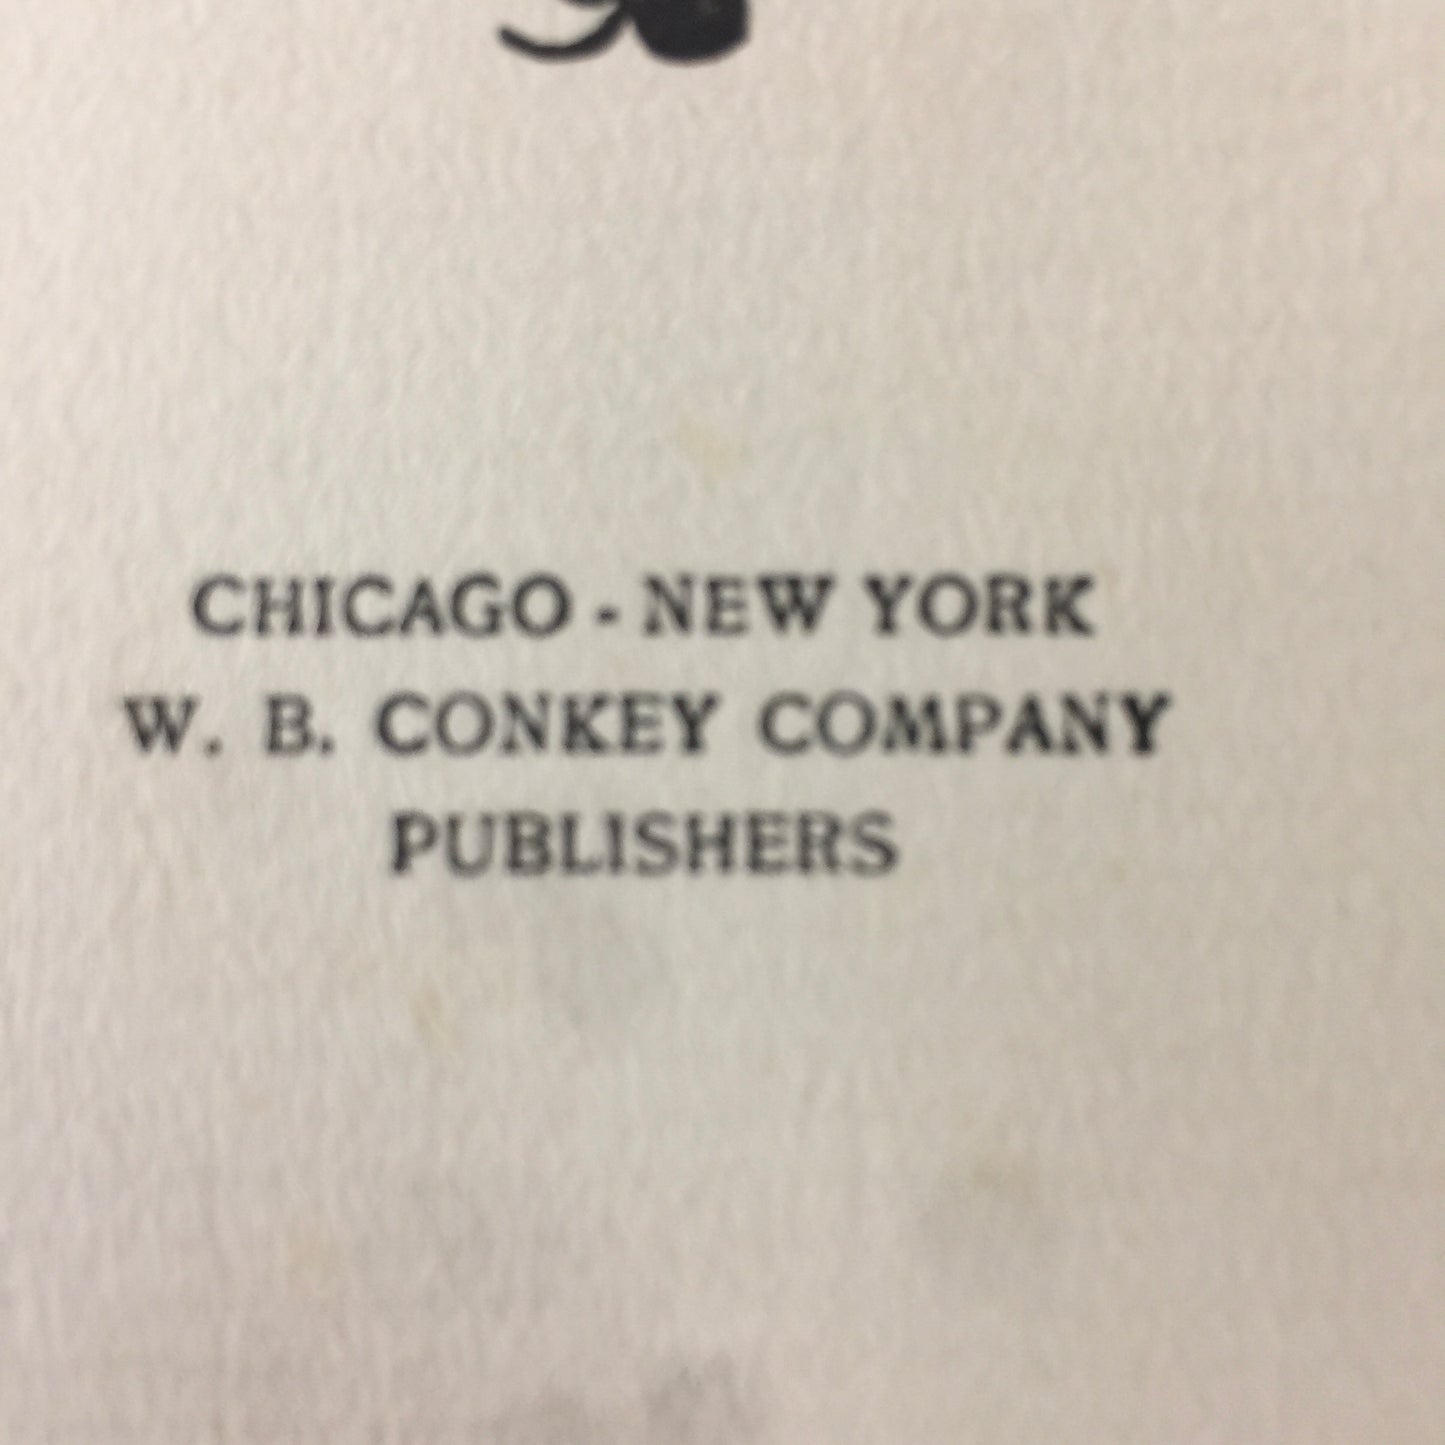 CHICAGO - NEW YORK
W. B. CONKEY COMPANY
PUBLISHERS